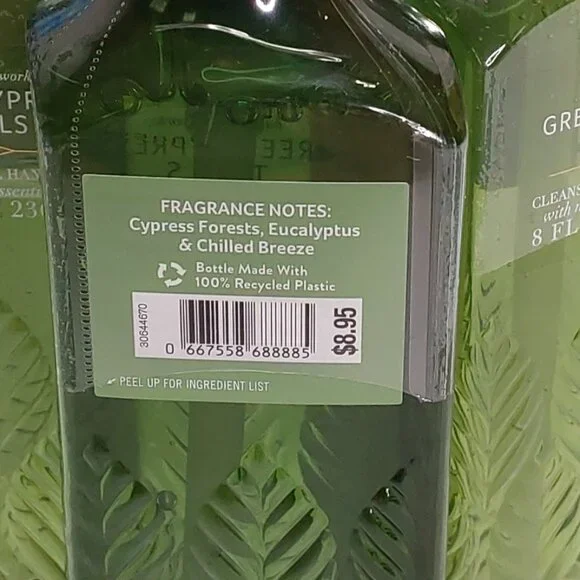 FRAGRANCE NOTES:
Cypress Forests, Eucalyptus
& Chilled Breeze
Bottle Made With
100% Recycled Plastic
30644670
0 667558 688885
$8.95
PEEL UP FOR INGREDIENT LIST
GRE
CLEANS
with
8 FL